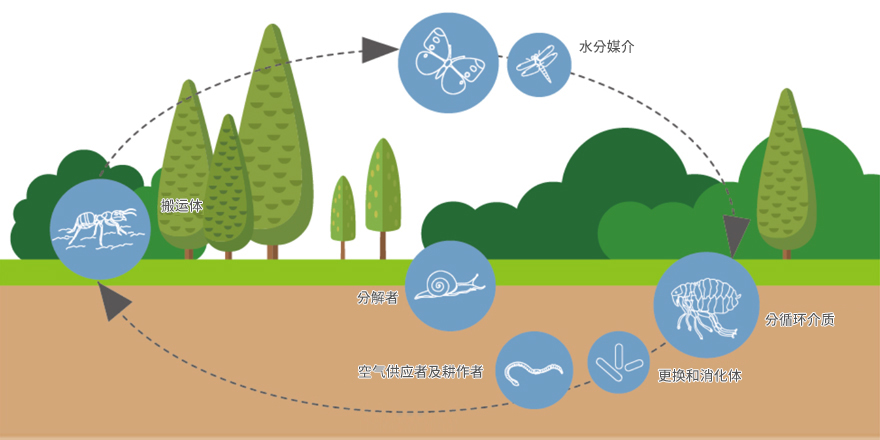 水分媒介
搬运体
分解者
分循环介质
空气供应者及耕作者
更换和消化体